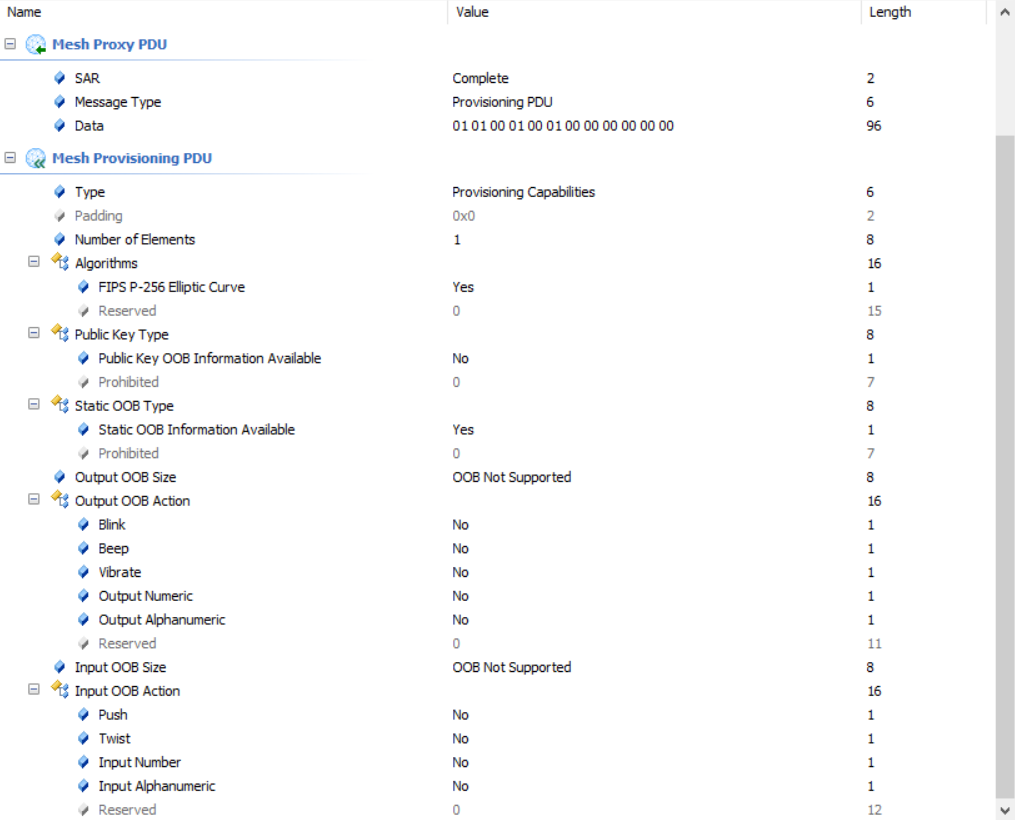 Name Value Length
Mesh Proxy PDU
SAR Complete 2
Message Type Provisioning PDU 6
Data 01 01 00 01 00 01 00 00 00 00 00 00 96
Mesh Provisioning PDU
Type Provisioning Capabilities 6
Padding 0x0 2
Number of Elements 1 8
Algorithms 16
FIPS P-256 Elliptic Curve Yes 1
Reserved 0 15
Public Key Type 8
Public Key OOB Information Available No 1
Prohibited 0 7
Static OOB Type 8
Static OOB Information Available Yes 1
Prohibited 0 7
Output OOB Size OOB Not Supported 8
Output OOB Action 16
Blink No 1
Beep No 1
Vibrate No 1
Output Numeric No 1
Output Alphanumeric No 1
Reserved 0 11
Input OOB Size OOB Not Supported 8
Input OOB Action 16
Push No 1
Twist No 1
Input Number No 1
Input Alphanumeric No 1
Reserved 0 12